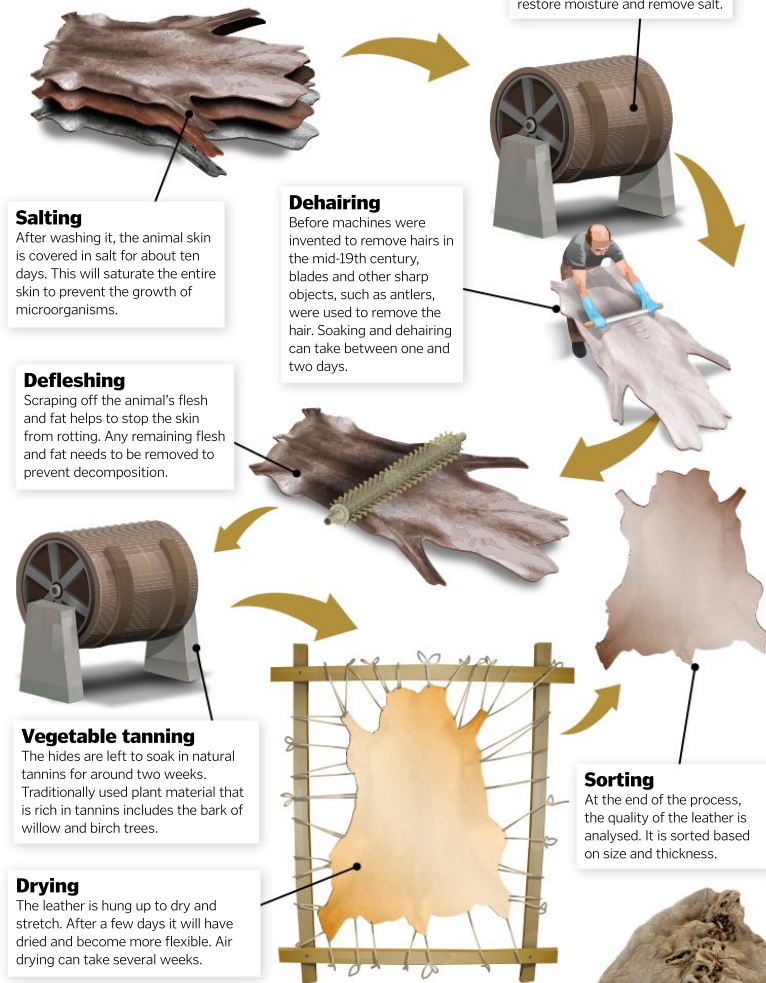 restore moisture and remove salt.
Salting
After washing it, the animal skin
is covered in salt for about ten
days. This will saturate the entire
skin to prevent the growth of
microorganisms.
Dehairing
Before machines were
invented to remove hairs in
the mid-19th century,
blades and other sharp
objects, such as antlers,
were used to remove the
hair. Soaking and dehairing
can take between one and
two days.
Defleshing
Scraping off the animal's flesh
and fat helps to stop the skin
from rotting. Any remaining flesh
and fat needs to be removed to
prevent decomposition.
Vegetable tanning
The hides are left to soak in natural
tannins for around two weeks.
Traditionally used plant material that
is rich in tannins includes the bark of
willow and birch trees.
Drying
The leather is hung up to dry and
stretch. After a few days it will have
dried and become more flexible. Air
drying can take several weeks.
Sorting
At the end of the process,
the quality of the leather is
analysed. It is sorted based
on size and thickness.